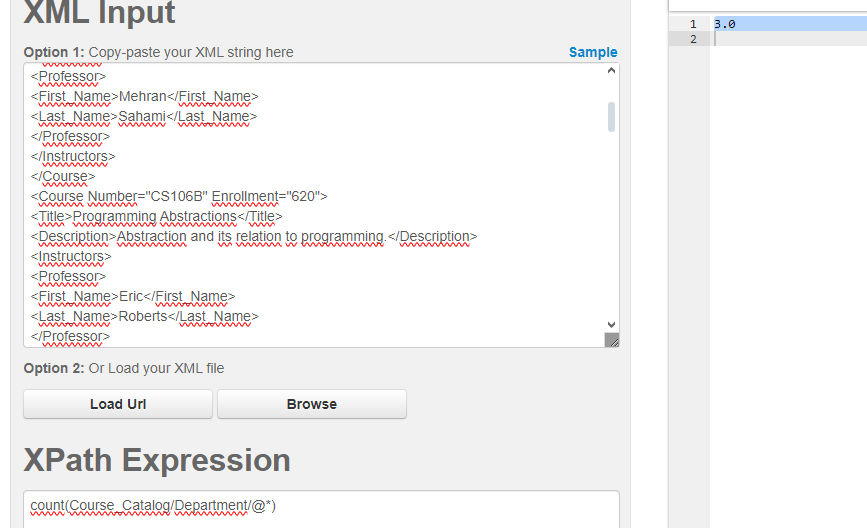 XML Input
Option 1: Copy-paste your XML string here
Sample
<Professor>
<First_Name>Mehran</First_Name>
<Last_Name>Sahami</Last_Name>
</Professor>
</Instructors>
</Course>
<Course Number="CS106B" Enrollment="620">
<Title>Programming Abstractions</Title>
<Description>Abstraction and its relation to programming.</Description>
<Instructors>
<Professor>
<First_Name>Eric</First_Name>
<Last_Name>Roberts</Last_Name>
</Professor>
Option 2: Or Load your XML file
Load Url
Browse
XPath Expression
count(Course_Catalog/Department/@*)
1 3.0
2